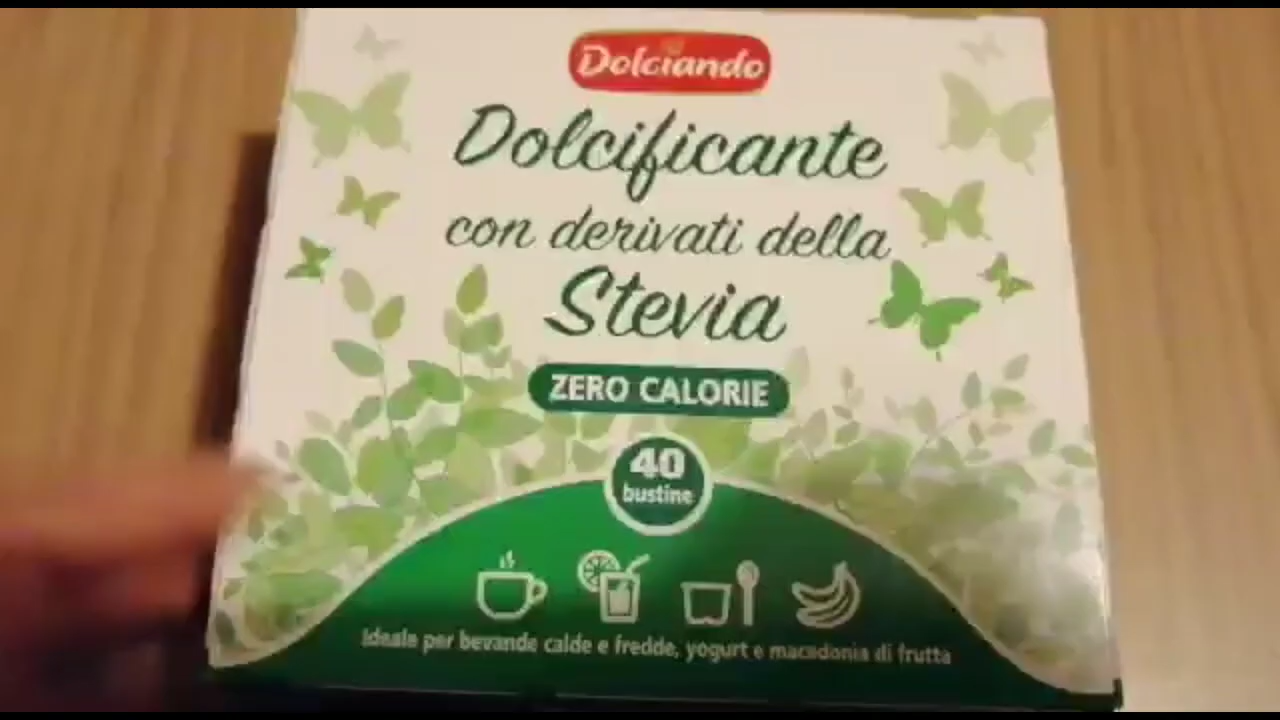 Dolciando
Dolcificante
con derivati della
Stevia
ZERO CALORIE
40
bustine
Ideale per bevande calde e fredde, yogurt e macedonia di frutta